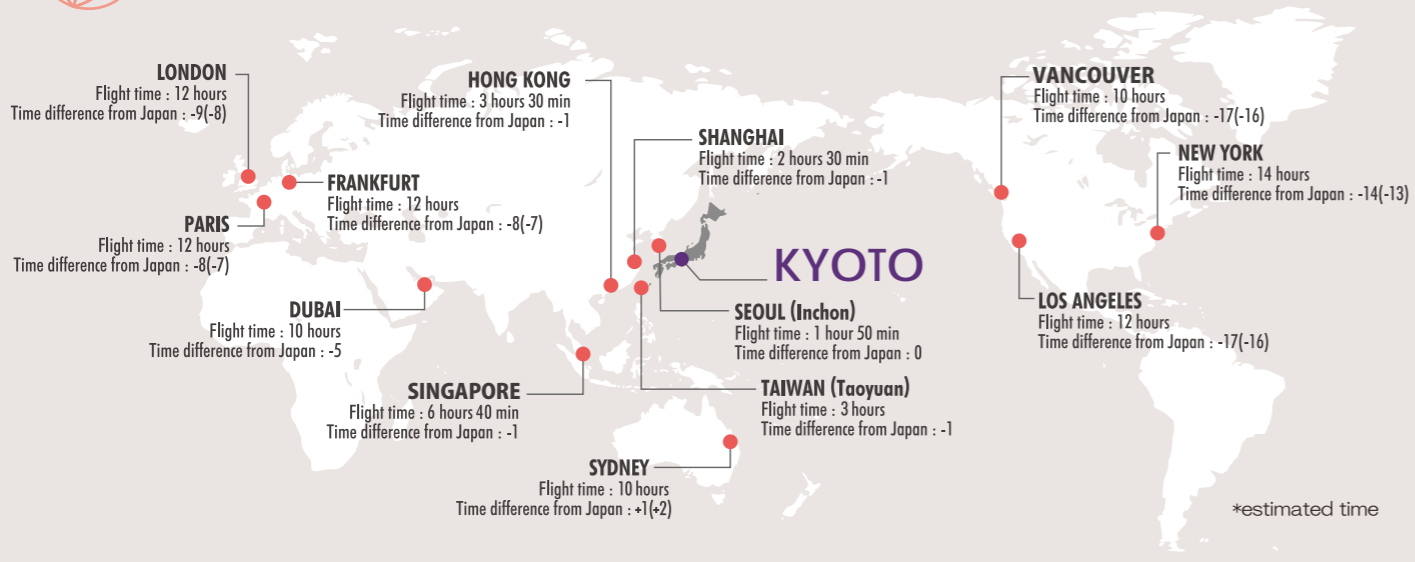 LONDON
Flight time : 12 hours
Time difference from Japan : -9(-8)
HONG KONG
Flight time : 3 hours 30 min
Time difference from Japan : -1
VANCOUVER
Flight time : 10 hours
Time difference from Japan : -17(-16)
SHANGHAI
Flight time : 2 hours 30 min
Time difference from Japan : -1
NEW YORK
Flight time : 14 hours
Time difference from Japan : -14(-13)
FRANKFURT
Flight time : 12 hours
Time difference from Japan : -8(-7)
PARIS
Flight time : 12 hours
Time difference from Japan : -8(-7)
KYOTO
DUBAI
Flight time : 10 hours
Time difference from Japan : -5
SEOUL (Inchon)
Flight time : 1 hour 50 min
Time difference from Japan : 0
LOS ANGELES
Flight time : 12 hours
Time difference from Japan : -17(-16)
SINGAPORE
Flight time : 6 hours 40 min
Time difference from Japan : -1
TAIWAN (Taoyuan)
Flight time : 3 hours
Time difference from Japan : -1
SYDNEY
Flight time : 10 hours
Time difference from Japan : +1(+2)
*estimated time